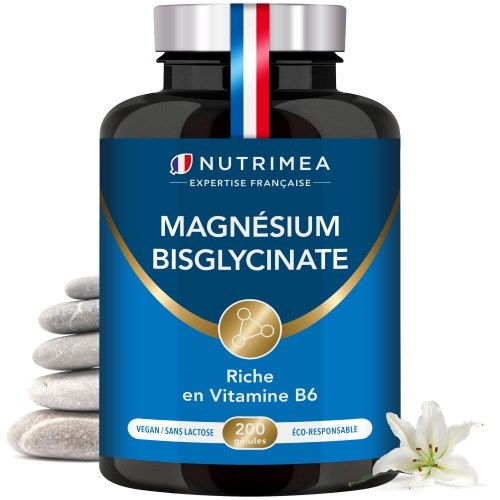 NUTRIMEA
EXPERTISE FRANÇAISE
MAGNÉSIUM
BISGLYCINATE
Riche
en Vitamine B6
VEGAN / SANS LACTOSE
200
gélules
ÉCO-RESPONSABLE